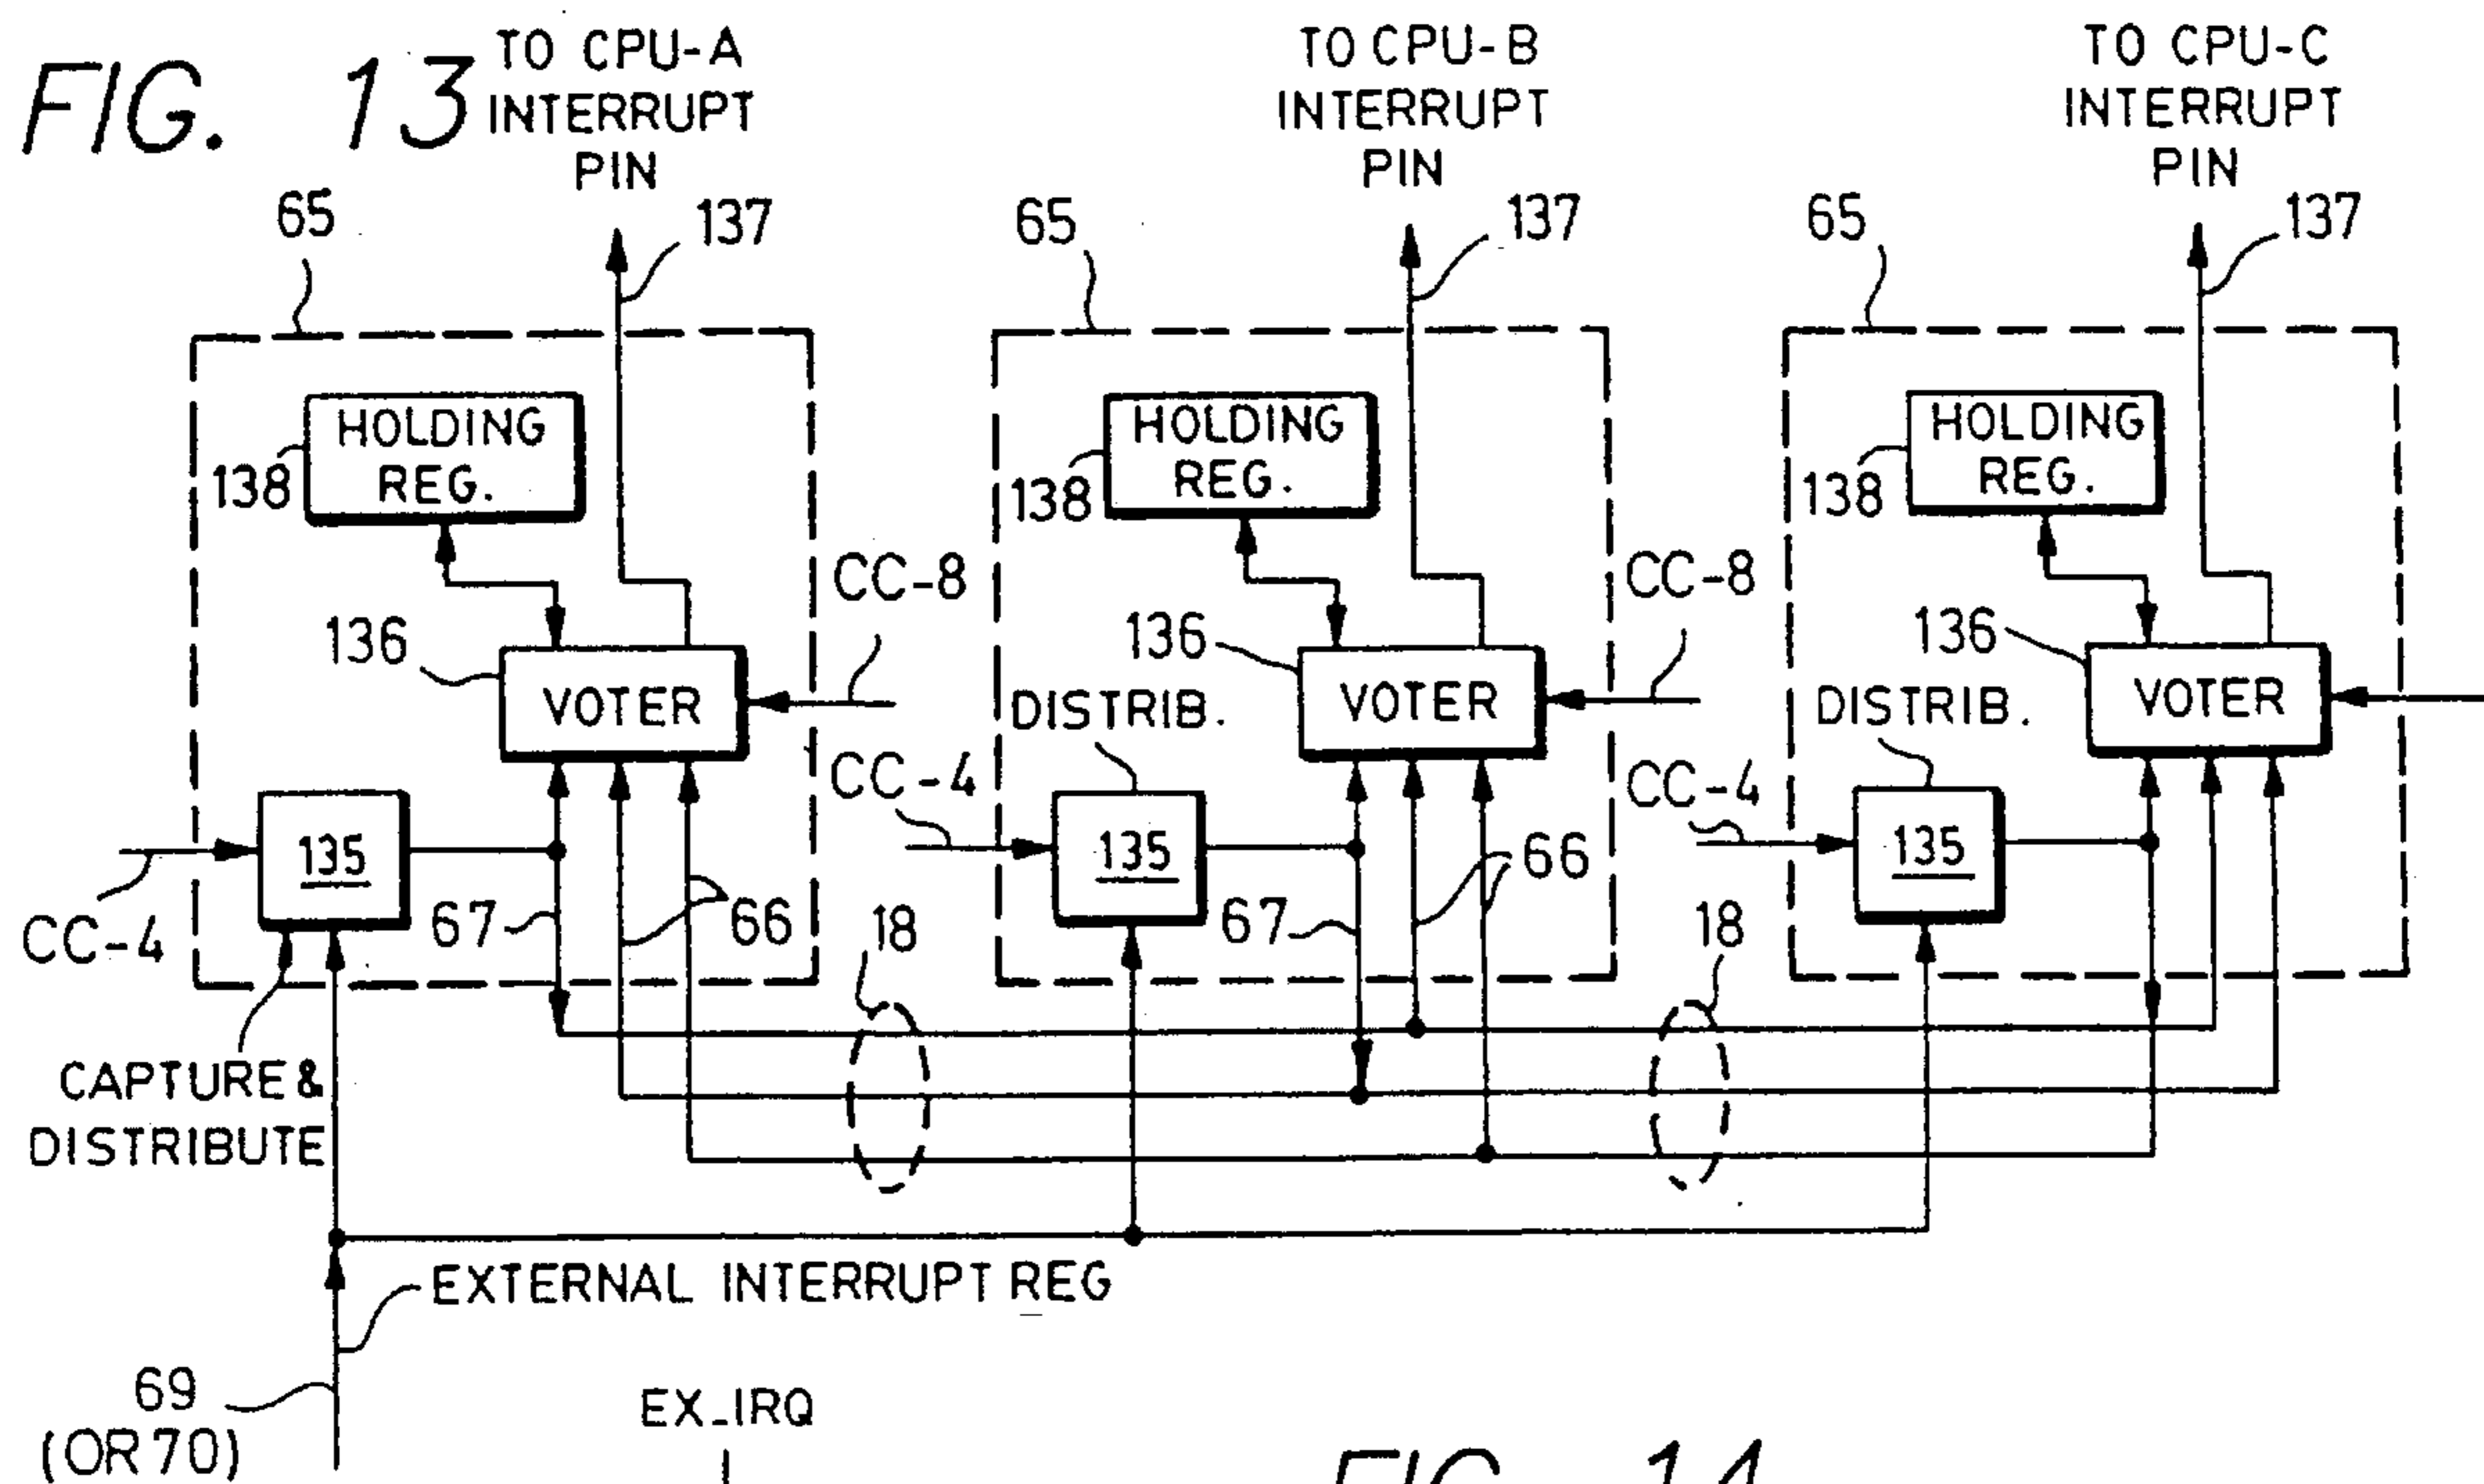 FIG. 13
TO CPU-A
INTERRUPT
PIN
TO CPU-B
INTERRUPT
PIN
TO CPU-C
INTERRUPT
PIN
65
137
65
137
65
137
HOLDING
REG.
138
HOLDING
REG.
138
HOLDING
REG.
138
CC-8
CC-8
136
VOTER
136
VOTER
136
VOTER
DISTRIB.
DISTRIB.
CC-4
CC-4
135
135
135
CC-4
67
66
18
67
66
18
CAPTURE &
DISTRIBUTE
EXTERNAL INTERRUPT REG
69
(OR 70)
EX_IRQ
FIG. 14